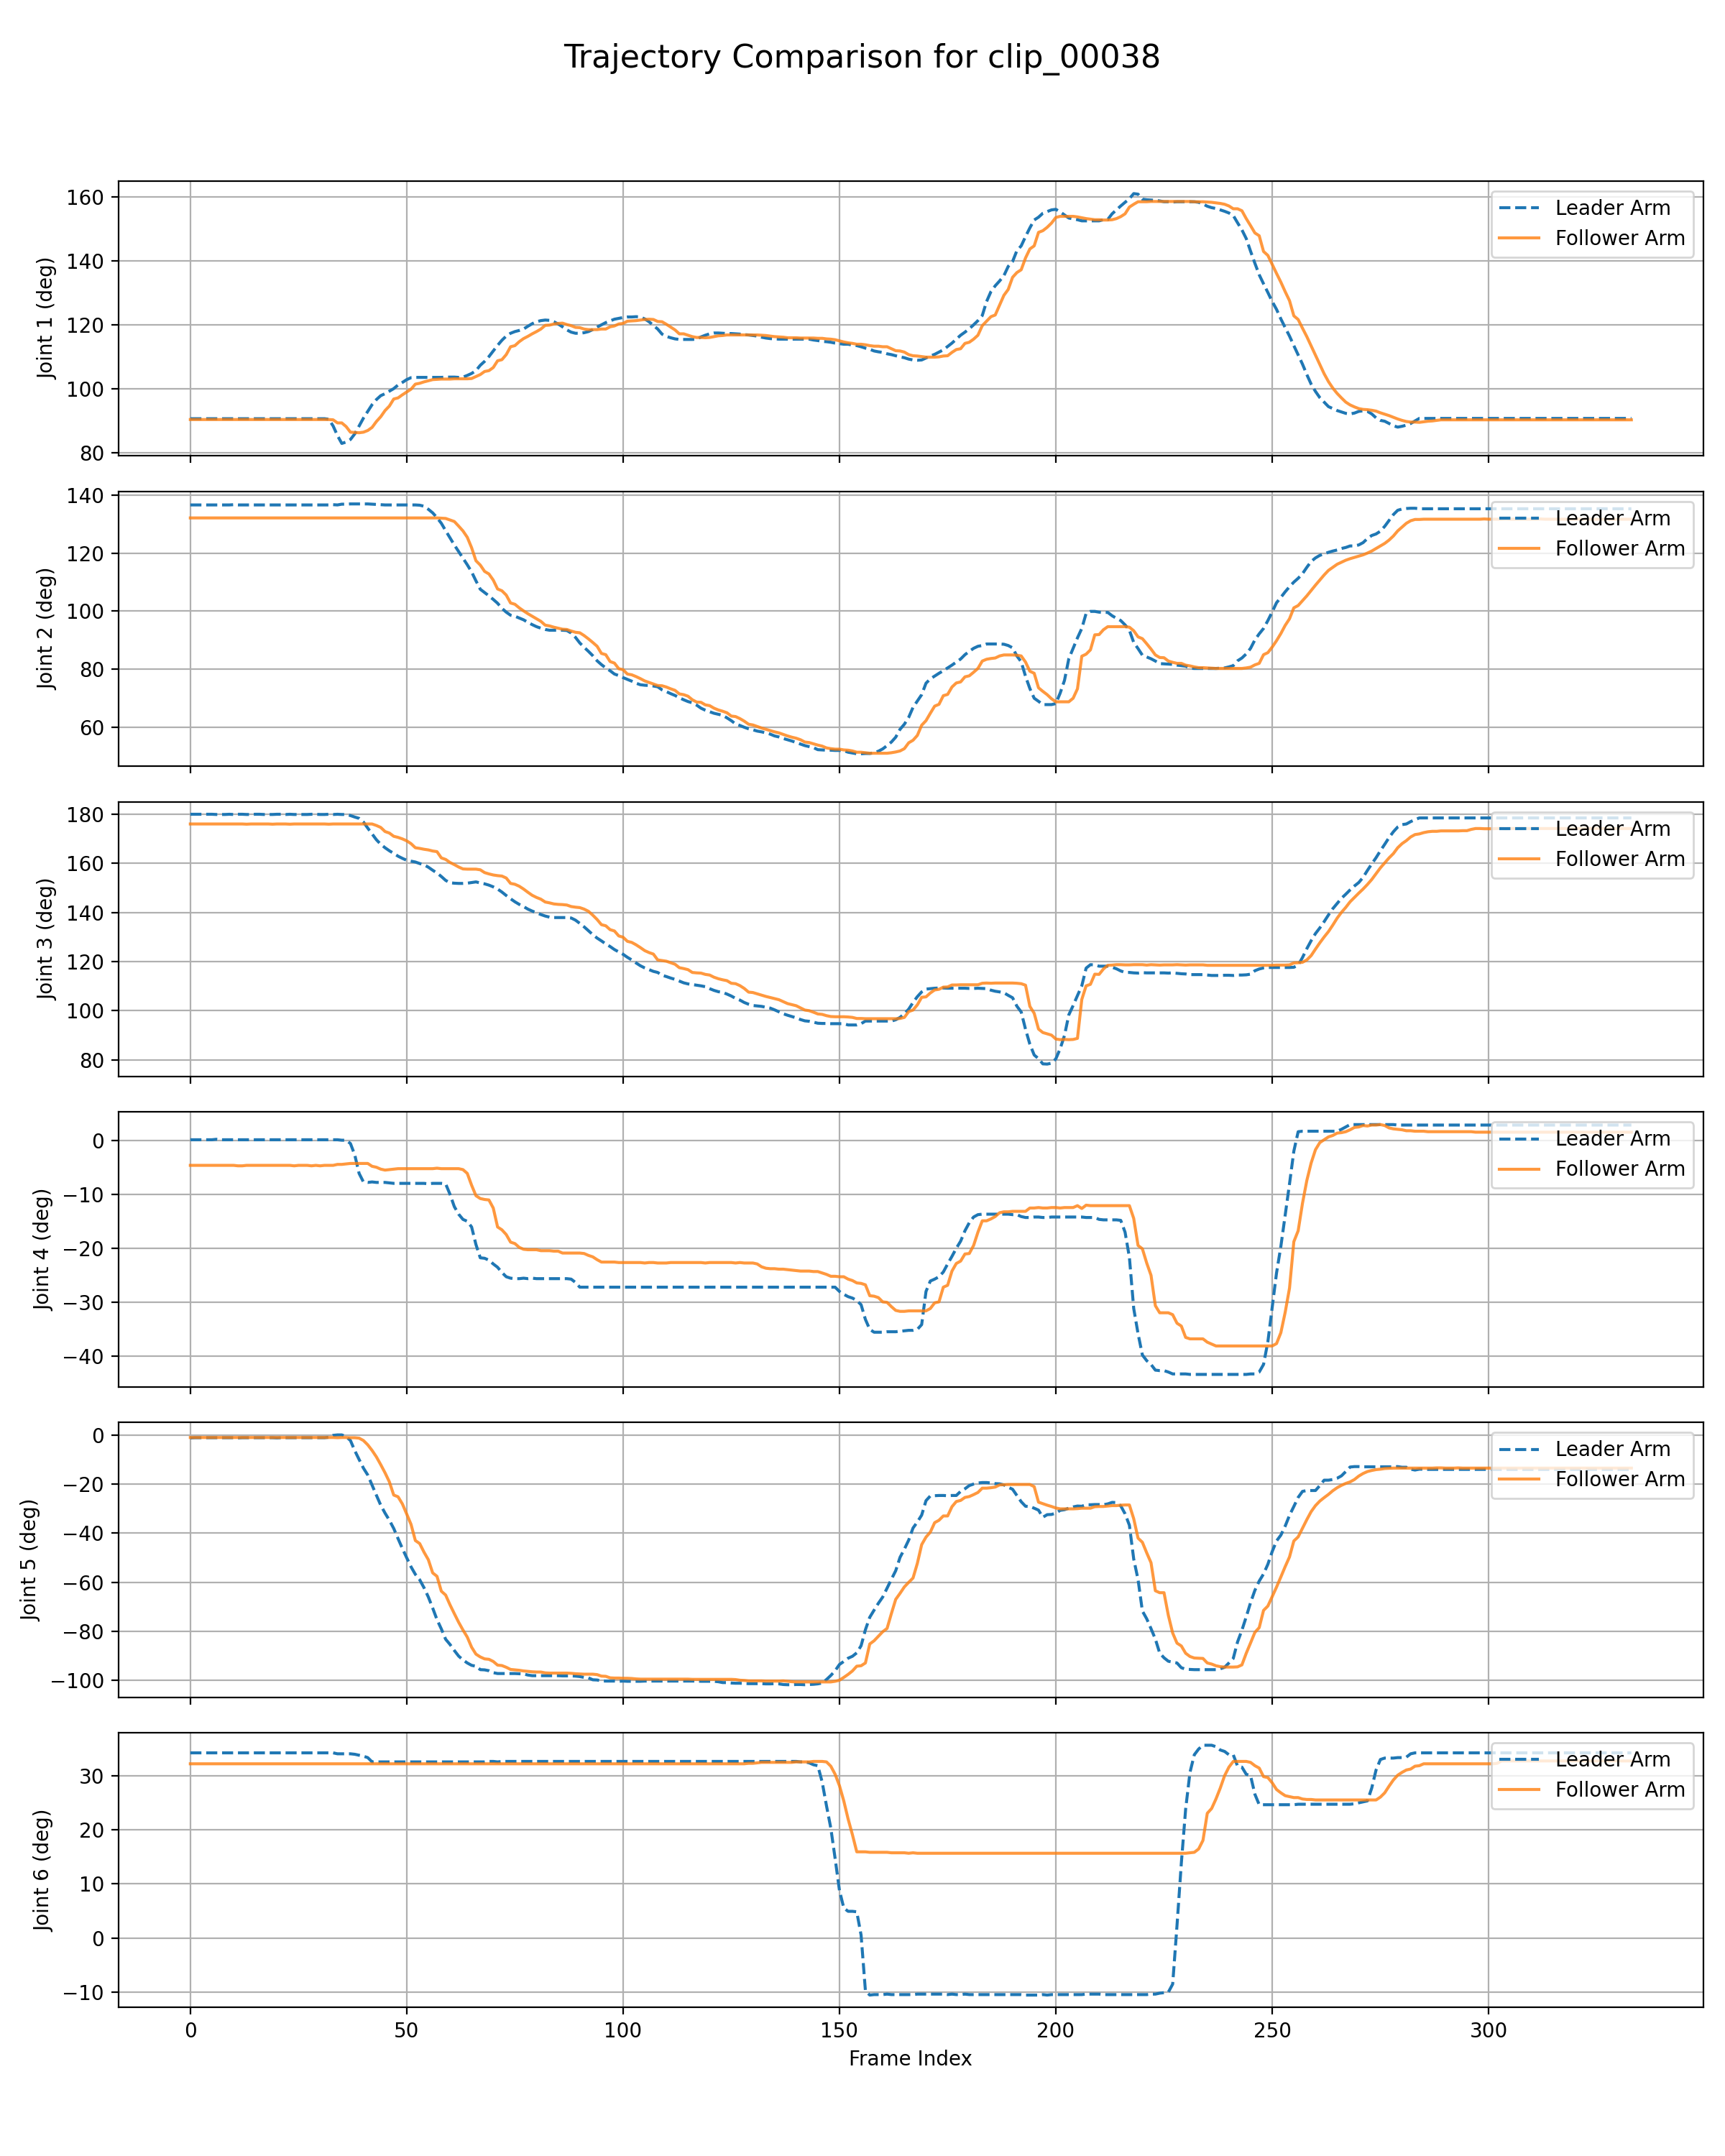 Trajectory Comparison for clip_00038
160
140
120
100
80
Joint 1 (deg)
Leader Arm
Follower Arm
140
120
100
80
60
Joint 2 (deg)
Leader Arm
Follower Arm
180
160
140
120
100
80
Joint 3 (deg)
Leader Arm
Follower Arm
0
−10
−20
−30
−40
Joint 4 (deg)
Leader Arm
Follower Arm
0
−20
−40
−60
−80
−100
Joint 5 (deg)
Leader Arm
Follower Arm
30
20
10
0
−10
Joint 6 (deg)
Leader Arm
Follower Arm
0 50 100 150 200 250 300
Frame Index